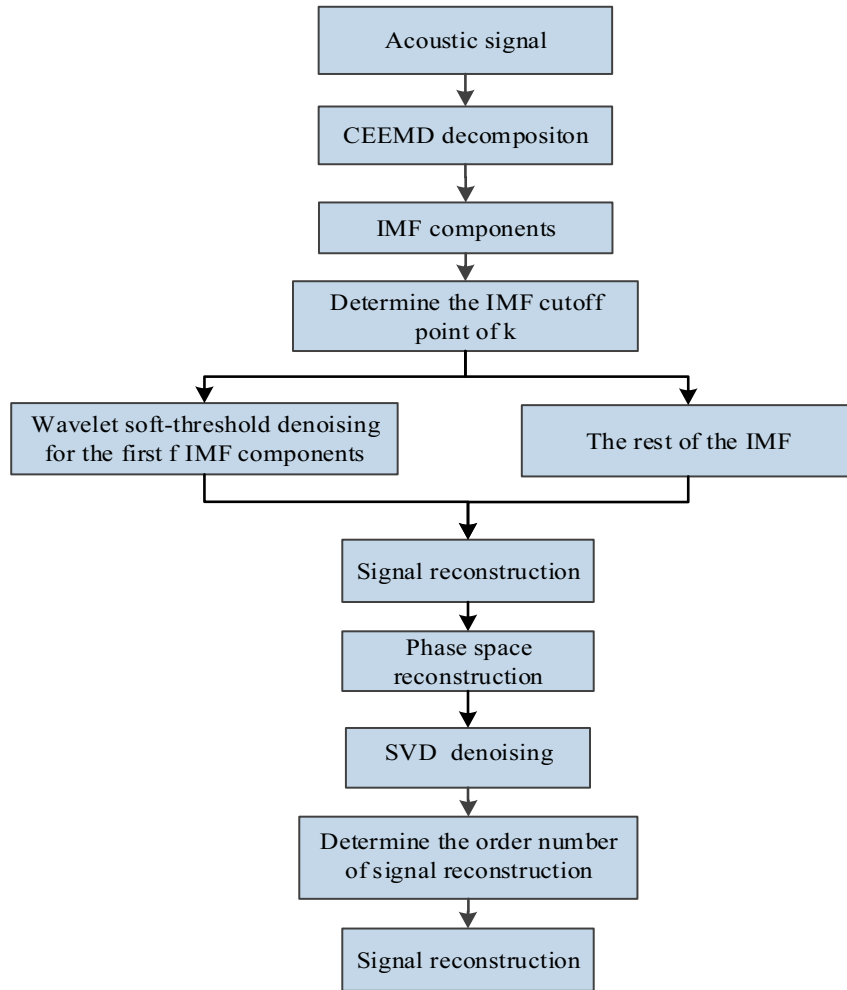 Acoustic signal
CEEMD decompositon
IMF components
Determine the IMF cutoff
point of k
Wavelet soft-threshold denoising
for the first f IMF components
The rest of the IMF
Signal reconstruction
Phase space
reconstruction
SVD denoising
Determine the order number
of signal reconstruction
Signal reconstruction